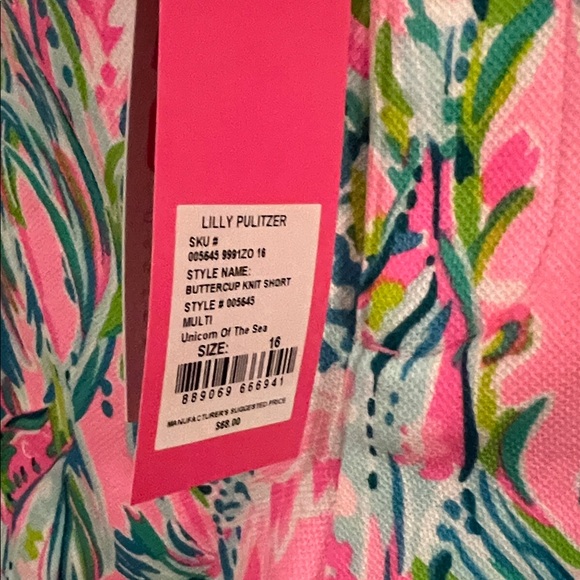 LILLY PULITZER
SKU #
005645 9991ZO 16
STYLE NAME:
BUTTERCUP KNIT SHORT
STYLE # 005645
MULTI
Unicorn Of The Sea
SIZE: 16
889069 666941
MANUFACTURER'S SUGGESTED PRICE
$68.00